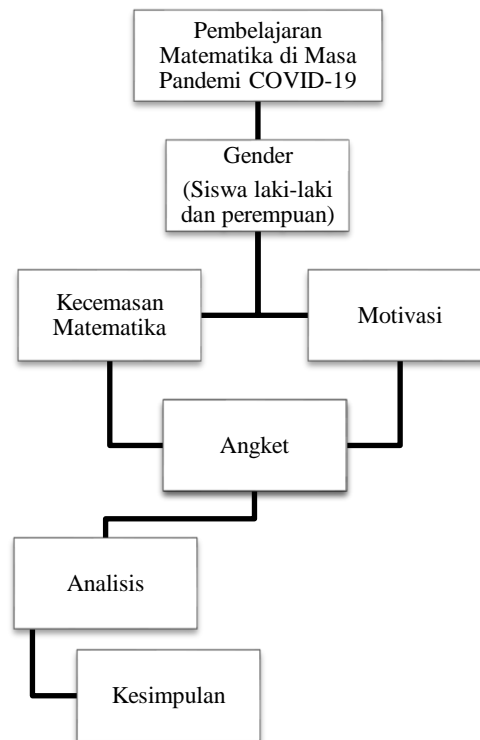 Pembelajaran
Matematika di Masa
Pandemi COVID-19
Gender
(Siswa laki-laki
dan perempuan)
Kecemasan
Matematika
Motivasi
Angket
Analisis
Kesimpulan